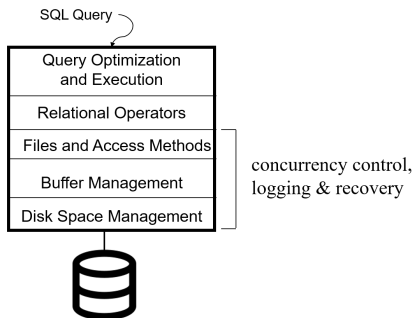 SQL Query
Query Optimization
and Execution
Relational Operators
Files and Access Methods
Buffer Management
Disk Space Management
concurrency control,
logging & recovery